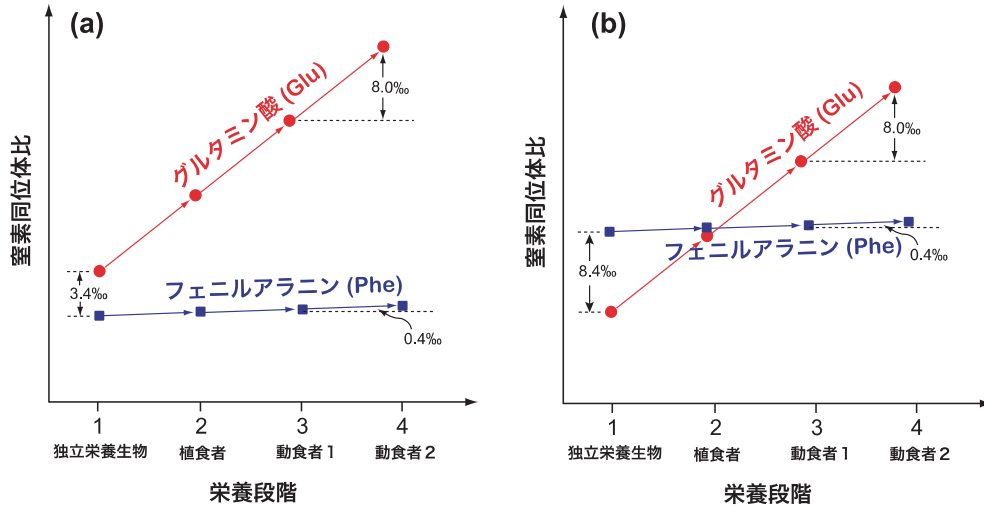 (a)
窒素同位体比
グルタミン酸 (Glu)
8.0‰
3.4‰
フェニルアラニン (Phe)
0.4‰
1
2
3
4
独立栄養生物
植食者
動食者 1
動食者 2
栄養段階
(b)
窒素同位体比
グルタミン酸 (Glu)
8.0‰
フェニルアラニン (Phe)
0.4‰
8.4‰
1
2
3
4
独立栄養生物
植食者
動食者 1
動食者 2
栄養段階